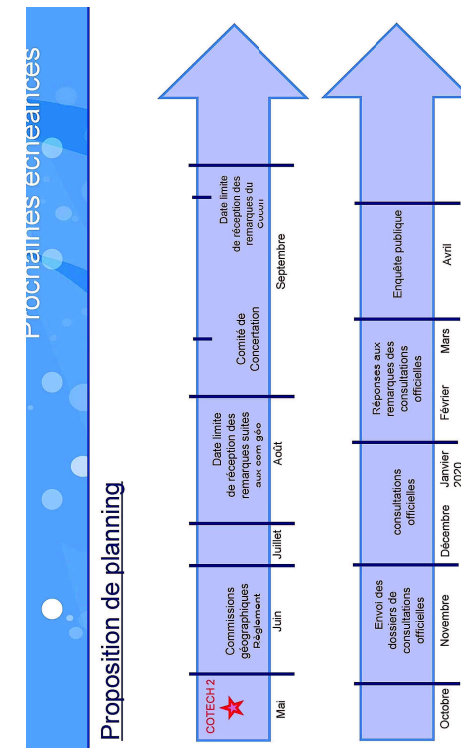 Prochaines échéances
Proposition de planning
COTECH 2
Commissions
géographiques
Règlement
Date limite
de réception des
remarques suites
aux com géo
Comité de
Concertation
Date limite
de réception des
remarques du
Mai
Juin
Juillet
Août
Septembre
Envoi des
dossiers de
consultations
officielles
consultations
officielles
Réponses aux
remarques des
consultations
officielles
Enquête publique
Octobre
Novembre
Décembre
Janvier
2020
Février
Mars
Avril